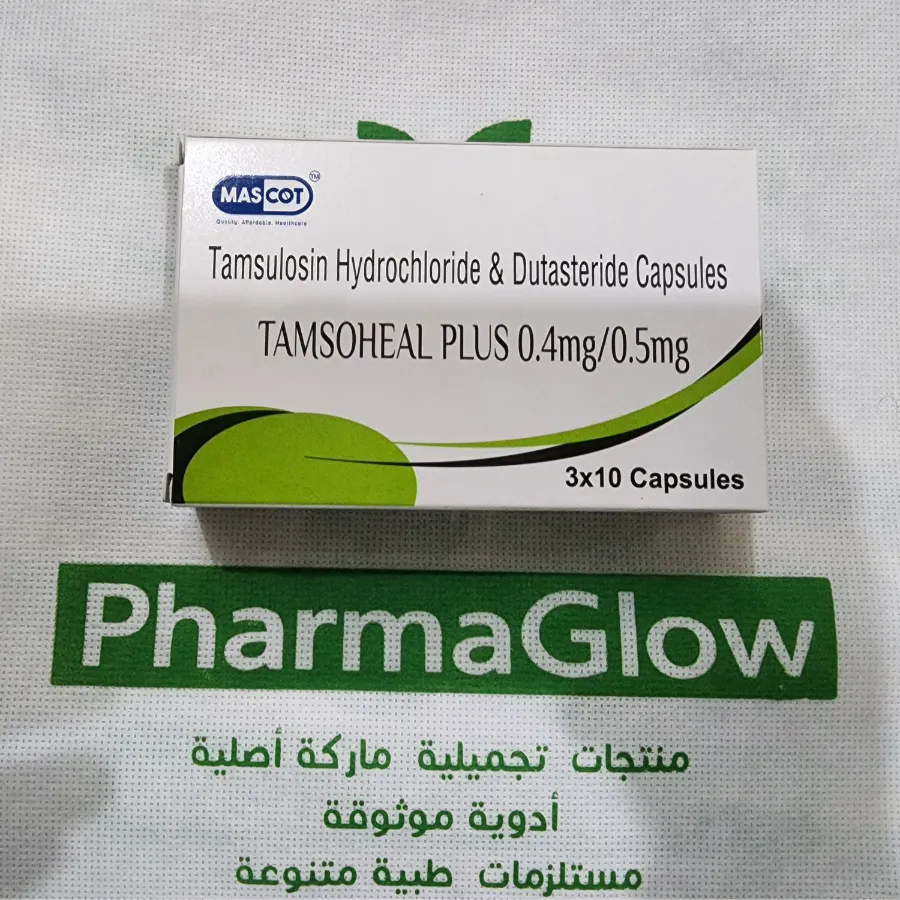 MASCOT TM
Quality. Affordable. Healthcare
Tamsulosin Hydrochloride & Dutasteride Capsules
TAMSOHEAL PLUS 0.4mg/0.5mg
3x10 Capsules
PharmaGlow
منتجات تجميلية ماركة أصلية
أدوية موثوقة
مستلزمات طبية متنوعة